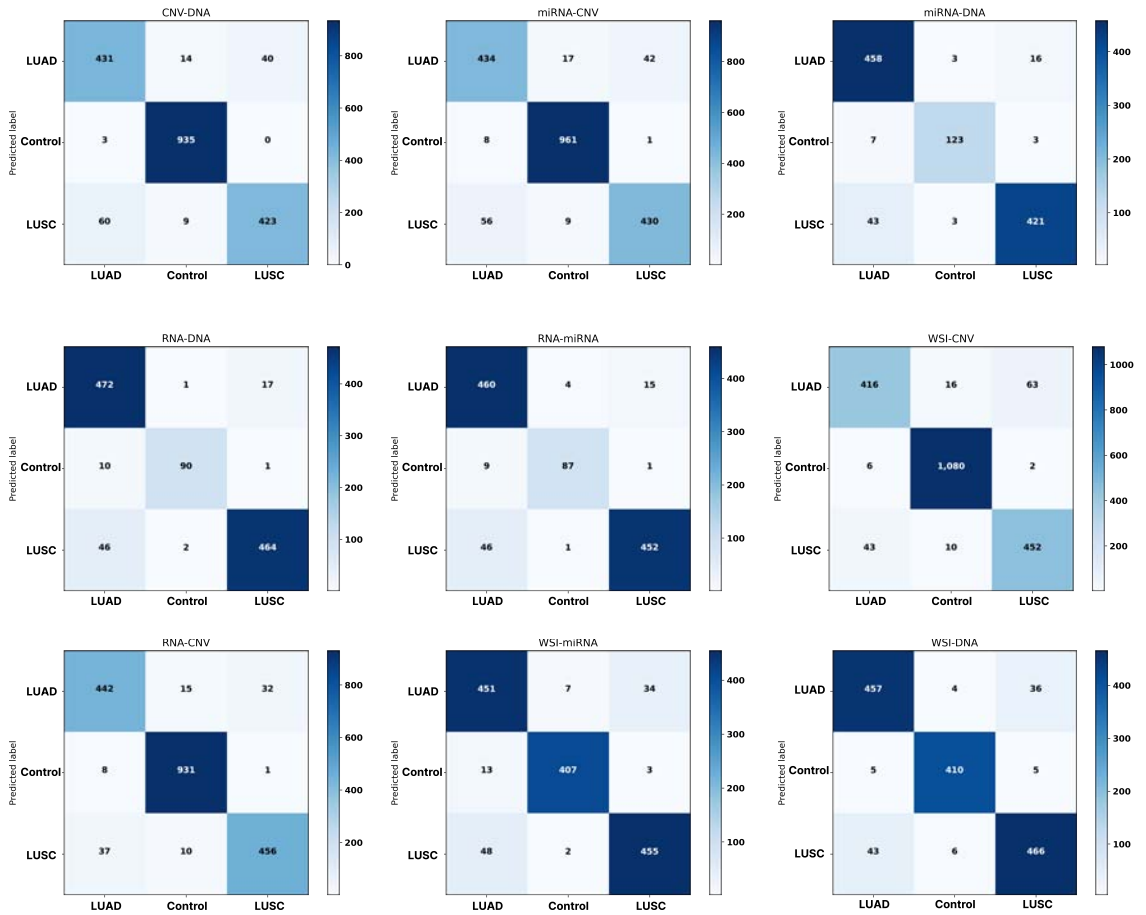 CNV-DNA
LUAD 431 14 40
Control 3 935 0
LUSC 60 9 423
LUAD Control LUSC
Predicted label
800
600
400
200
0
miRNA-CNV
LUAD 434 17 42
Control 8 961 1
LUSC 56 9 430
LUAD Control LUSC
Predicted label
800
600
400
200
miRNA-DNA
LUAD 458 3 16
Control 7 123 3
LUSC 43 3 421
LUAD Control LUSC
Predicted label
400
300
200
100
RNA-DNA
LUAD 472 1 17
Control 10 90 1
LUSC 46 2 464
LUAD Control LUSC
Predicted label
400
300
200
100
RNA-miRNA
LUAD 460 4 15
Control 9 87 1
LUSC 46 1 452
LUAD Control LUSC
Predicted label
400
300
200
100
WSI-CNV
LUAD 416 16 63
Control 6 1,080 2
LUSC 43 10 452
LUAD Control LUSC
Predicted label
1000
800
600
400
200
RNA-CNV
LUAD 442 15 32
Control 8 931 1
LUSC 37 10 456
LUAD Control LUSC
Predicted label
800
600
400
200
WSI-miRNA
LUAD 451 7 34
Control 13 407 3
LUSC 48 2 455
LUAD Control LUSC
Predicted label
400
300
200
100
WSI-DNA
LUAD 457 4 36
Control 5 410 5
LUSC 43 6 466
LUAD Control LUSC
Predicted label
400
300
200
100